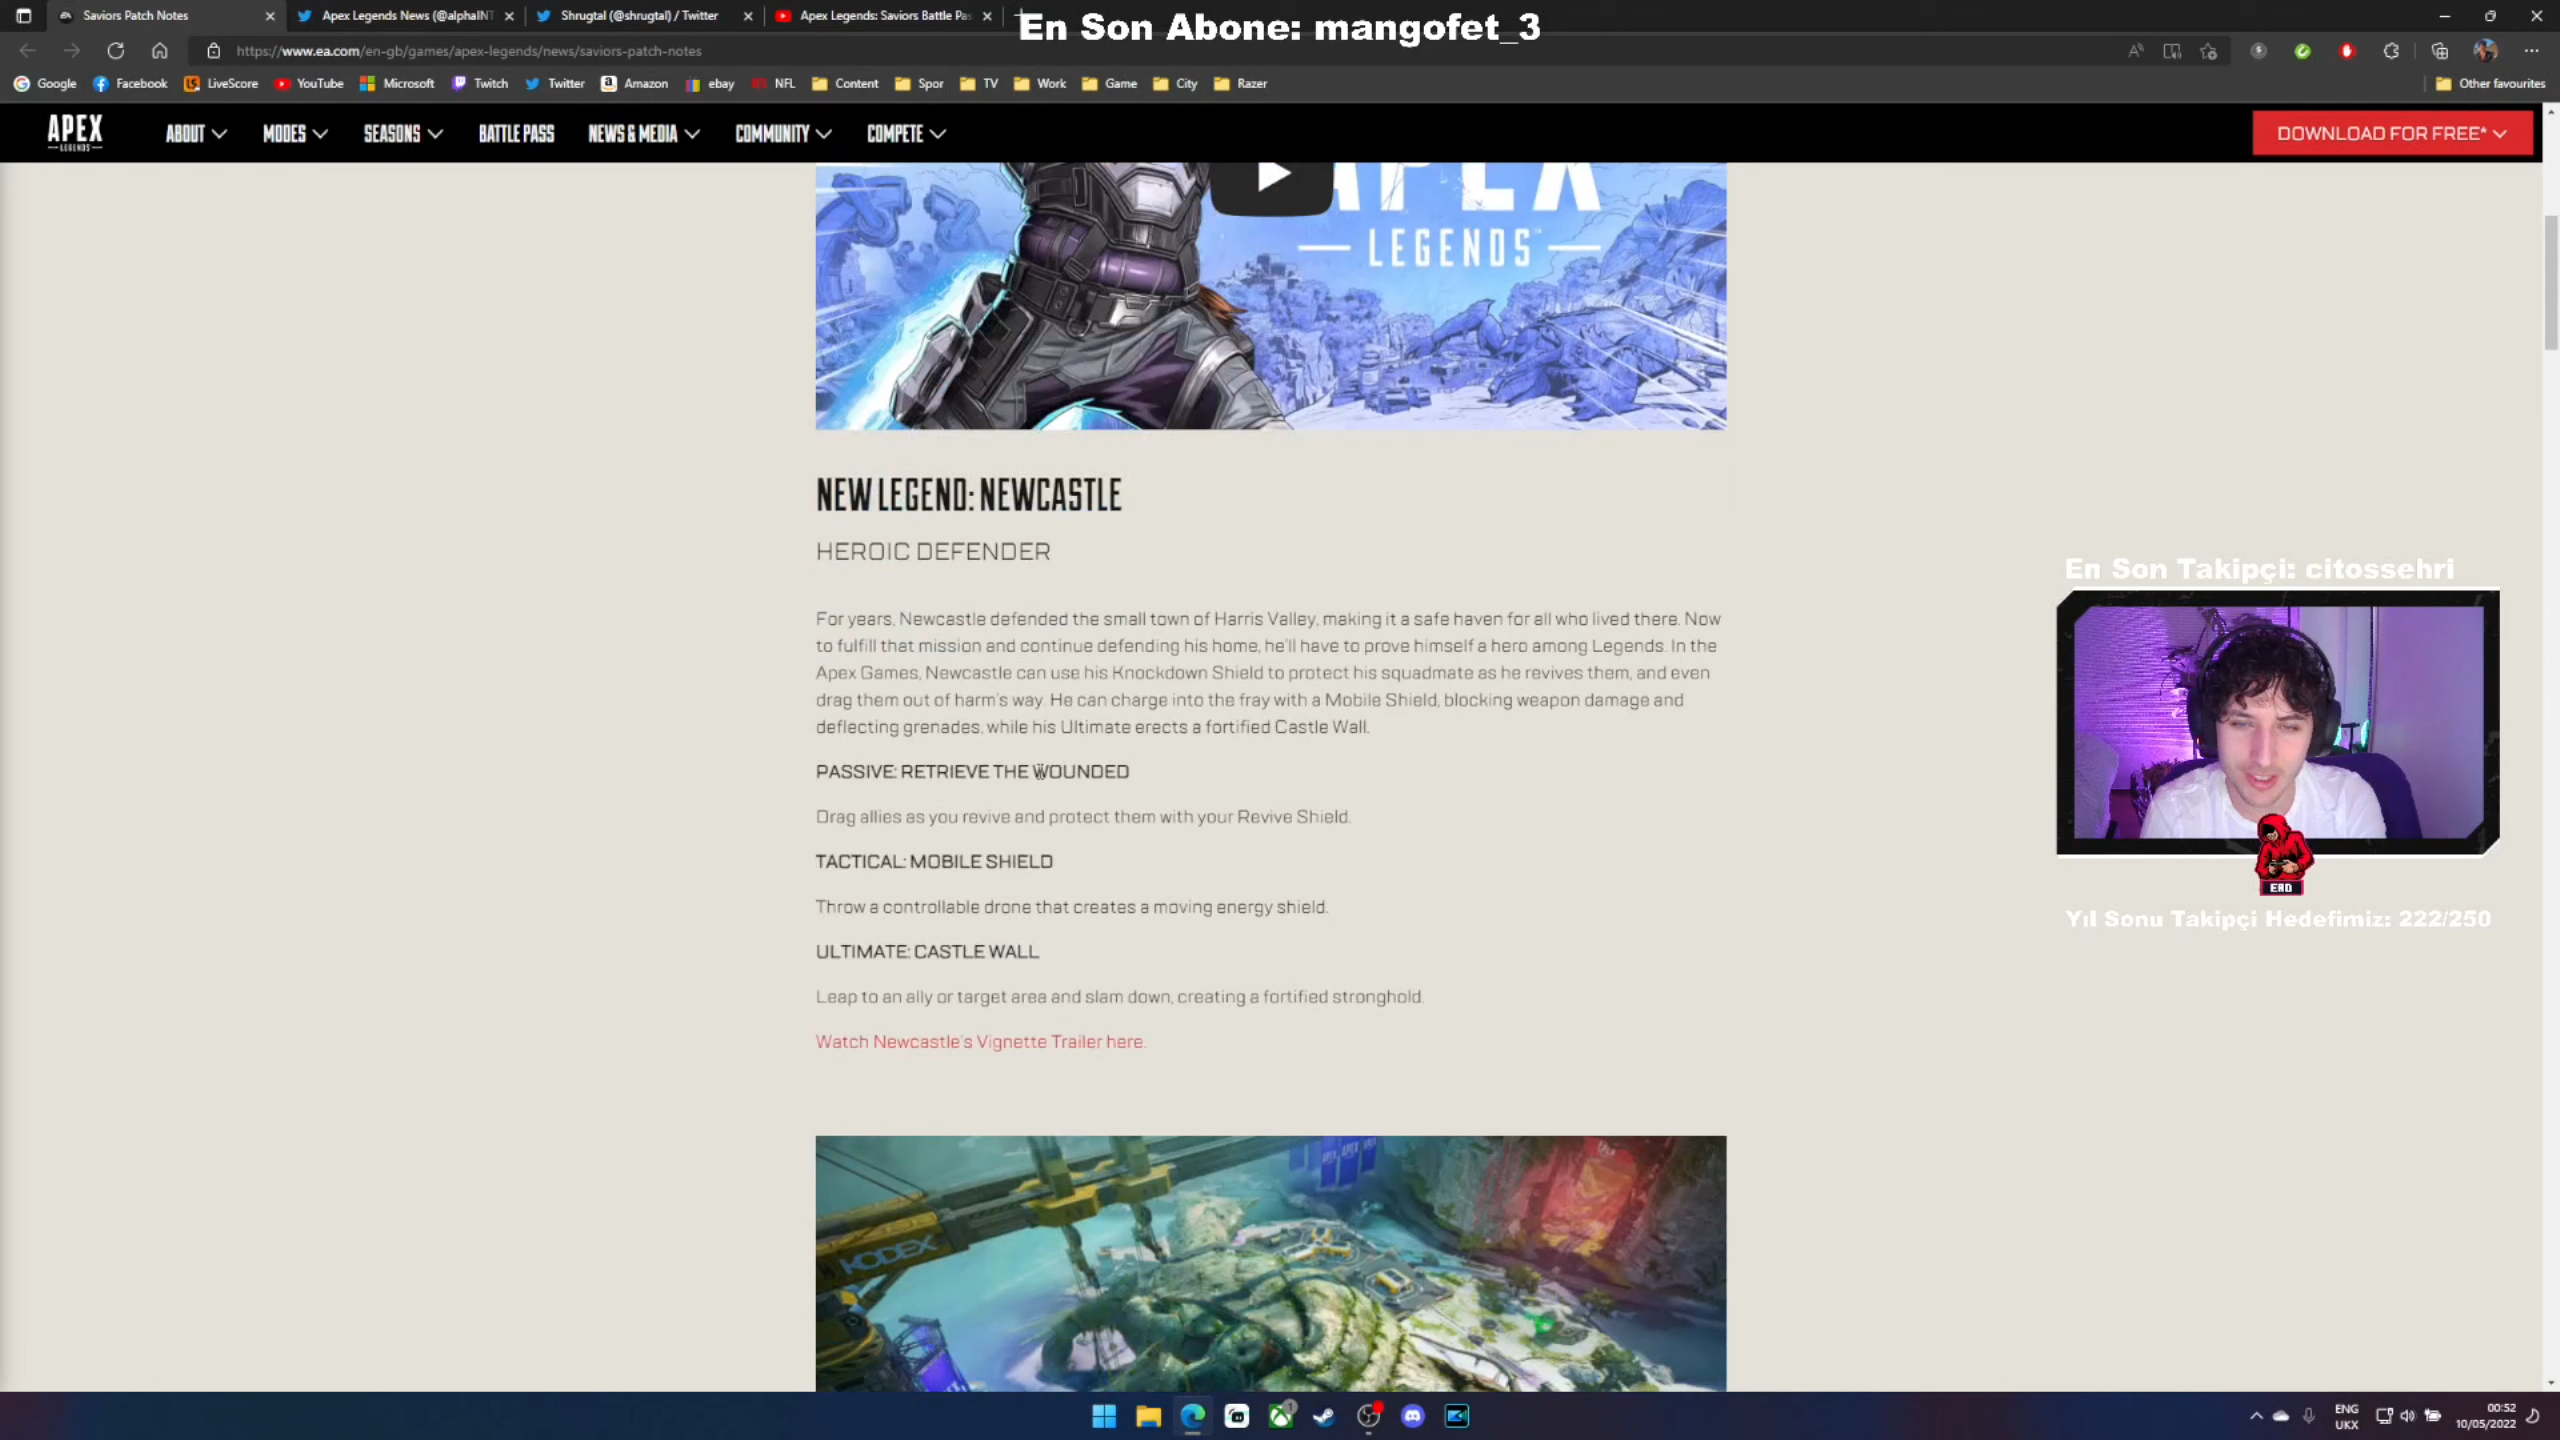 Saviors Patch Notes
Apex Legends News (@alphaINT
Shrugtal (@shrugtal) / Twitter
Apex Legends: Saviors Battle Pas
En Son Abone: mangofet_3
https://www.ea.com/en-gb/games/apex-legends/news/saviors-patch-notes
Google Facebook LiveScore YouTube Microsoft Twitch Twitter Amazon ebay NFL Content Spor TV Work Game City Razer Other favourites
APEX
LEGENDS
ABOUT MODES SEASONS BATTLE PASS NEWS & MEDIA COMMUNITY COMPETE DOWNLOAD FOR FREE*
APEX
LEGENDS
NEW LEGEND: NEWCASTLE
HEROIC DEFENDER
For years, Newcastle defended the small town of Harris Valley, making it a safe haven for all who lived there. Now
to fulfill that mission and continue defending his home, he'll have to prove himself a hero among Legends. In the
Apex Games, Newcastle can use his Knockdown Shield to protect his squadmate as he revives them, and even
drag them out of harm's way. He can charge into the fray with a Mobile Shield, blocking weapon damage and
deflecting grenades, while his Ultimate erects a fortified Castle Wall.
PASSIVE: RETRIEVE THE WOUNDED
Drag allies as you revive and protect them with your Revive Shield.
TACTICAL: MOBILE SHIELD
Throw a controllable drone that creates a moving energy shield.
ULTIMATE: CASTLE WALL
Leap to an ally or target area and slam down, creating a fortified stronghold.
Watch Newcastle's Vignette Trailer here.
En Son Takipçi: citossehri
ERD
Yıl Sonu Takipçi Hedefimiz: 222/250
KODEX
APEX APEX APEX
ENG
UKX
00:52
10/05/2022